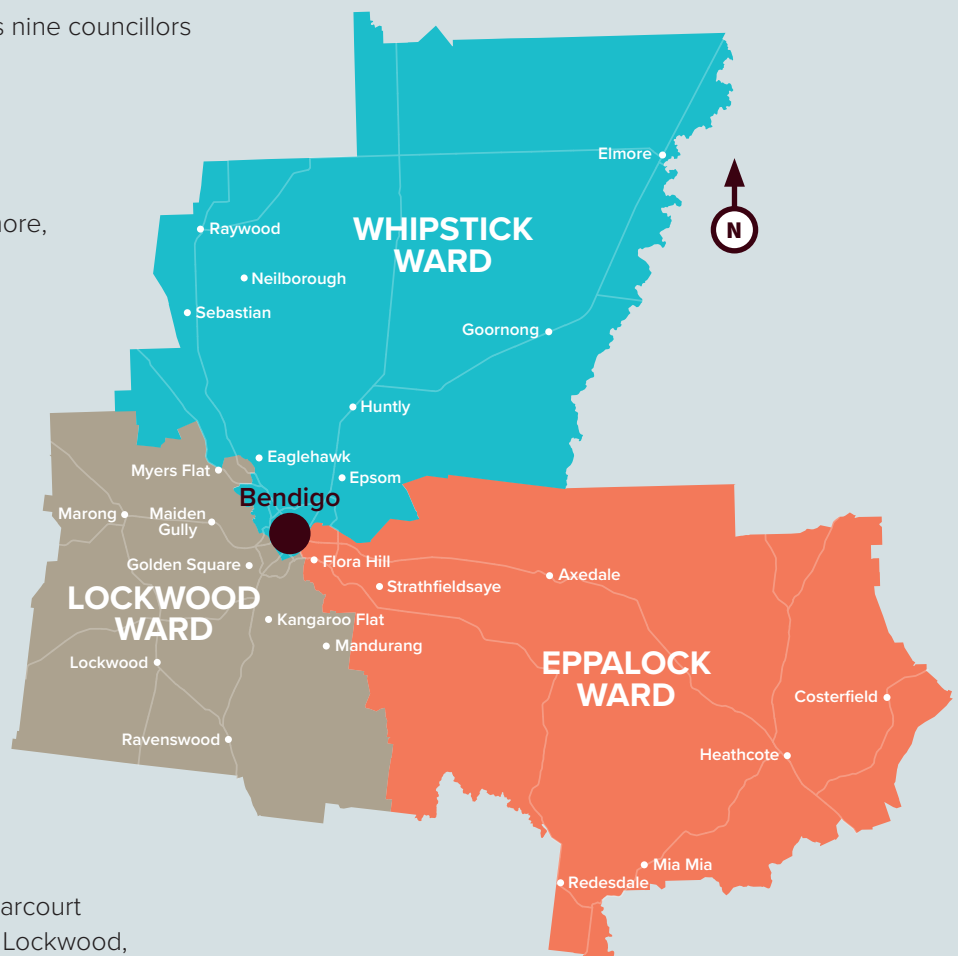 nine councillors
Elmore
N
Raywood
WHIPSTICK
WARD
Neilborough
Sebastian
Goornong
Huntly
Eaglehawk
Myers Flat
Epsom
Bendigo
Marong
Maiden
Gully
Flora Hill
Golden Square
Axedale
Strathfieldsaye
LOCKWOOD
WARD
Kangaroo Flat
Mandurang
EPPALOCK
WARD
Lockwood
Costerfield
Ravenswood
Heathcote
Mia Mia
Redesdale
Lockwood,